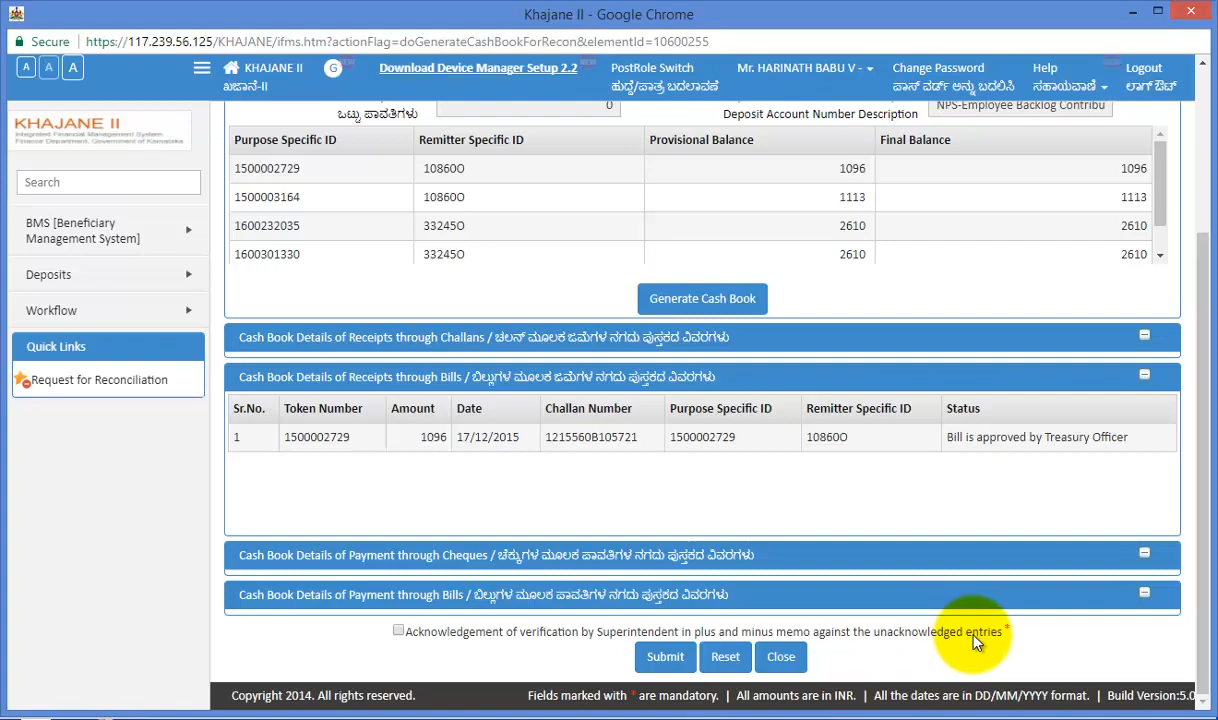 Khajane II - Google Chrome
Secure https://117.239.56.125/KHAJANE/ifms.htm?actionFlag=doGenerateCashBookForRecon&elementId=10600255
A A A KHAJANE II G Download Device Manager Setup 2.2 PostRole Switch Mr. HARINATH BABU V - Change Password Help Logout
ಖಜಾನೆ-II ಹುದ್ದೆ/ಪಾತ್ರ ಬದಲಾವಣೆ ಪಾಸ್ ವರ್ಡ್ ಅನ್ನು ಬದಲಿಸಿ ಸಹಾಯವಾಣಿ ಲಾಗ್ ಔಟ್
KHAJANE II
Integrated Financial Management System
Finance Department, Government of Karnataka
Search
BMS [Beneficiary
Management System]
Deposits
Workflow
Quick Links
Request for Reconciliation
ಒಟ್ಟು ಪಾವತಿಗಳು 0 Deposit Account Number Description NPS-Employee Backlog Contribu
Purpose Specific ID Remitter Specific ID Provisional Balance Final Balance
1500002729 10860O 1096 1096
1500003164 10860O 1113 1113
1600232035 33245O 2610 2610
1600301330 33245O 2610 2610
Generate Cash Book
Cash Book Details of Receipts through Challans / ಚಲನ್ ಮೂಲಕ ಜಮೆಗಳ ನಗದು ಪುಸ್ತಕದ ವಿವರಗಳು
Cash Book Details of Receipts through Bills / ಬಿಲ್ಲುಗಳ ಮೂಲಕ ಜಮೆಗಳ ನಗದು ಪುಸ್ತಕದ ವಿವರಗಳು
Sr.No. Token Number Amount Date Challan Number Purpose Specific ID Remitter Specific ID Status
1 1500002729 1096 17/12/2015 1215560B105721 1500002729 10860O Bill is approved by Treasury Officer
Cash Book Details of Payment through Cheques / ಚೆಕ್ಕುಗಳ ಮೂಲಕ ಪಾವತಿಗಳ ನಗದು ಪುಸ್ತಕದ ವಿವರಗಳು
Cash Book Details of Payment through Bills / ಬಿಲ್ಲುಗಳ ಮೂಲಕ ಪಾವತಿಗಳ ನಗದು ಪುಸ್ತಕದ ವಿವರಗಳು
Acknowledgement of verification by Superintendent in plus and minus memo against the unacknowledged entries *
Submit Reset Close
Copyright 2014. All rights reserved. Fields marked with * are mandatory. | All amounts are in INR. | All the dates are in DD/MM/YYYY format. | Build Version:5.0